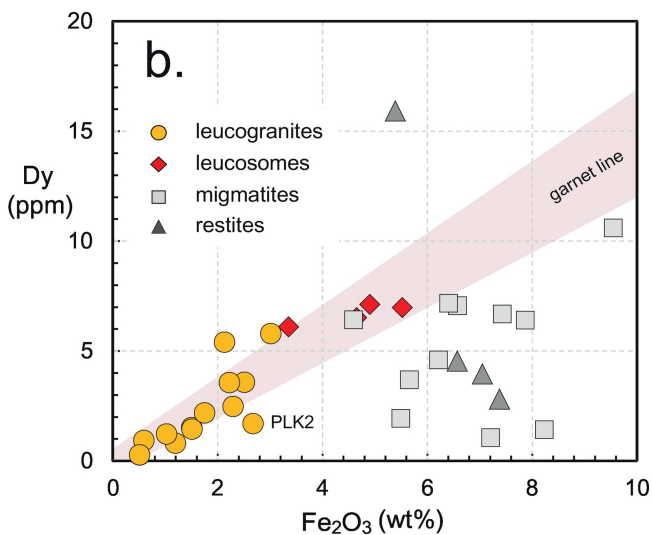 20
b.
15
leucogranites
leucosomes
migmatites
restites
Dy
(ppm)
garnet line
10
5
PLK2
0
0 2 4 6 8 10
Fe₂O₃ (wt%)